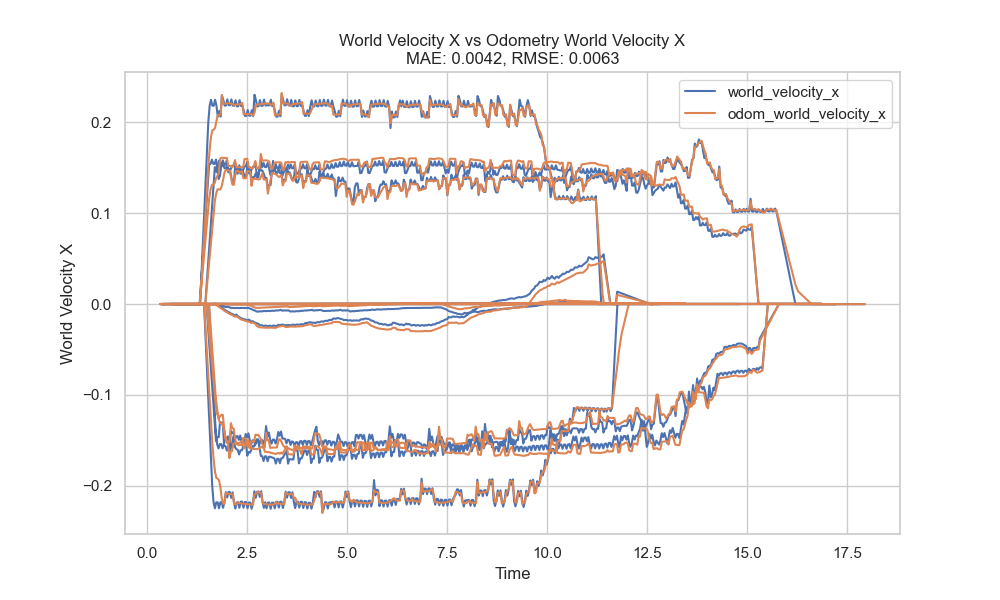 World Velocity X vs Odometry World Velocity X
MAE: 0.0042, RMSE: 0.0063
world_velocity_x
odom_world_velocity_x
World Velocity X
0.2
0.1
0.0
−0.1
−0.2
0.0 2.5 5.0 7.5 10.0 12.5 15.0 17.5
Time